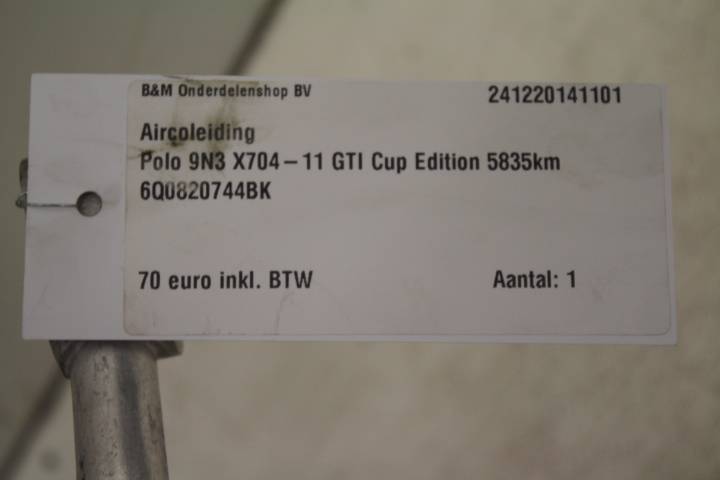 B&M Onderdelenshop BV 241220141101
Aircoleiding
Polo 9N3 X704-11 GTI Cup Edition 5835km
6Q0820744BK
70 euro inkl. BTW Aantal: 1